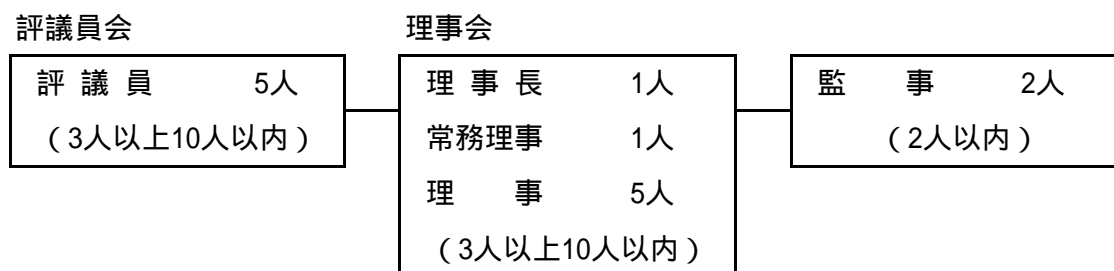 評議員会
評議員 5人
（3人以上10人以内）
理事会
理事長 1人
常務理事 1人
理事 5人
（3人以上10人以内）
監事 2人
（2人以内）